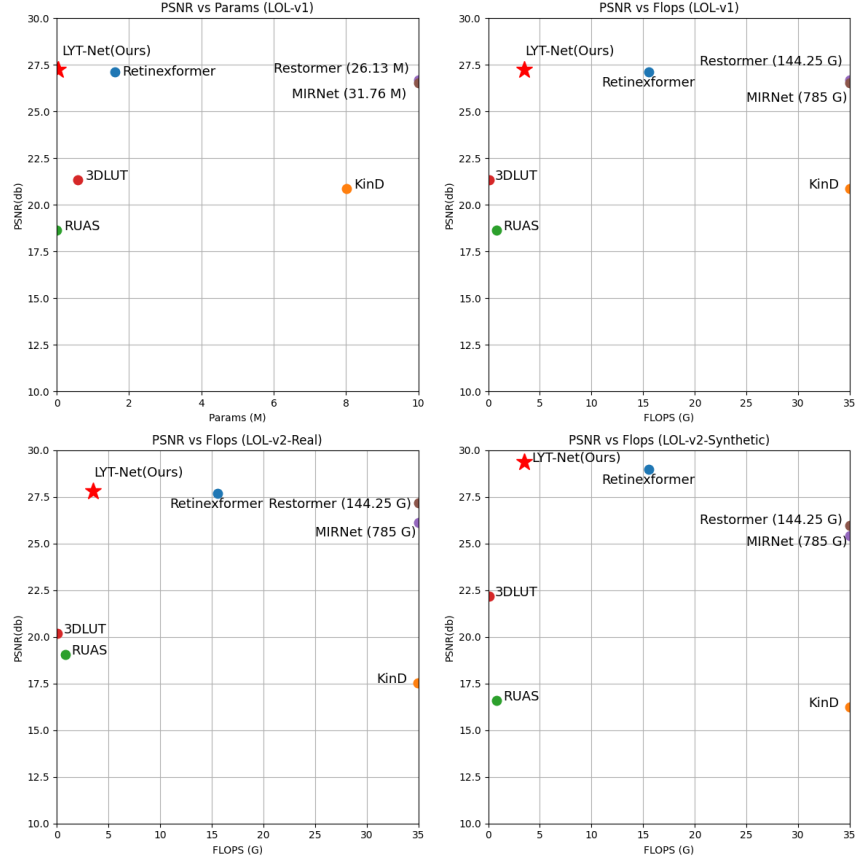 PSNR vs Params (LOL-v1)
30.0
27.5
25.0
22.5
20.0
17.5
15.0
12.5
10.0
PSNR(db)
LYT-Net(Ours)
Retinexformer
Restormer (26.13 M)
MIRNet (31.76 M)
3DLUT
KinD
RUAS
0 2 4 6 8 10
Params (M)
PSNR vs Flops (LOL-v1)
30.0
27.5
25.0
22.5
20.0
17.5
15.0
12.5
10.0
PSNR(db)
LYT-Net(Ours)
Restormer (144.25 G)
Retinexformer
MIRNet (785 G)
3DLUT
KinD
RUAS
0 5 10 15 20 25 30 35
FLOPS (G)
PSNR vs Flops (LOL-v2-Real)
30.0
27.5
25.0
22.5
20.0
17.5
15.0
12.5
10.0
PSNR(db)
LYT-Net(Ours)
Retinexformer Restormer (144.25 G)
MIRNet (785 G)
3DLUT
RUAS
KinD
0 5 10 15 20 25 30 35
FLOPS (G)
PSNR vs Flops (LOL-v2-Synthetic)
30.0
27.5
25.0
22.5
20.0
17.5
15.0
12.5
10.0
PSNR(db)
LYT-Net(Ours)
Retinexformer
Restormer (144.25 G)
MIRNet (785 G)
3DLUT
RUAS
KinD
0 5 10 15 20 25 30 35
FLOPS (G)